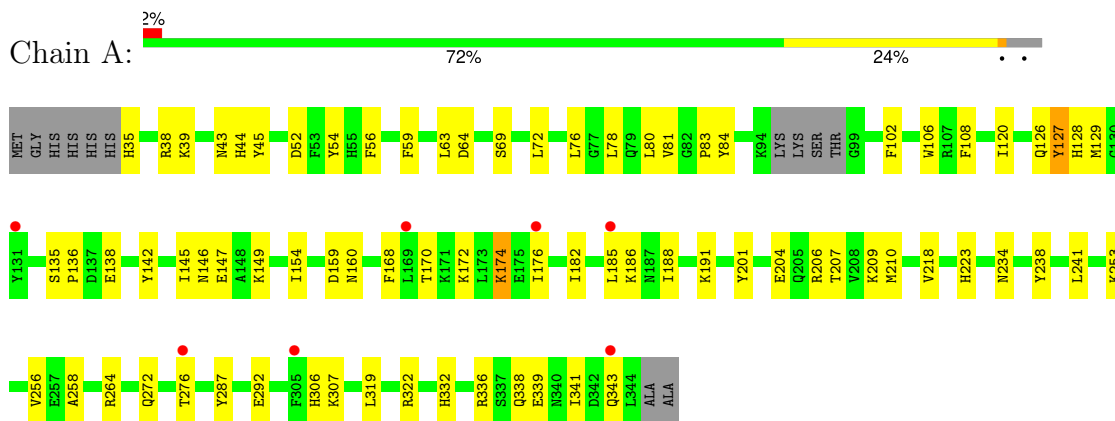 2%
Chain A:
72% 24% • •
MET GLY HIS HIS HIS HIS HIS H35 R38 K39 N43 H44 Y45 D52 F53 Y54 H55 F56 F59 L63 D64 S69 L72 L76 G77 L78 Q79 L80 V81 G82 P83 Y84 K94 LYS LYS SER THR G99 F102 W106 R107 F108 I120 Q126 Y127 H128 M129 G130
Y131 S135 P136 D137 E138 Y142 I145 N146 E147 A148 K149 I154 D159 N160 F168 L169 T170 K171 K172 L173 K174 E175 I176 I182 L185 K186 N187 I188 K191 Y201 E204 Q205 R206 T207 V208 K209 M210 V218 H223 N234 Y238 L241 K253
V256 E257 A258 R264 Q272 T276 Y287 E292 F305 H306 K307 L319 R322 H332 R336 S337 Q338 E339 N340 I341 D342 Q343 L344 ALA ALA